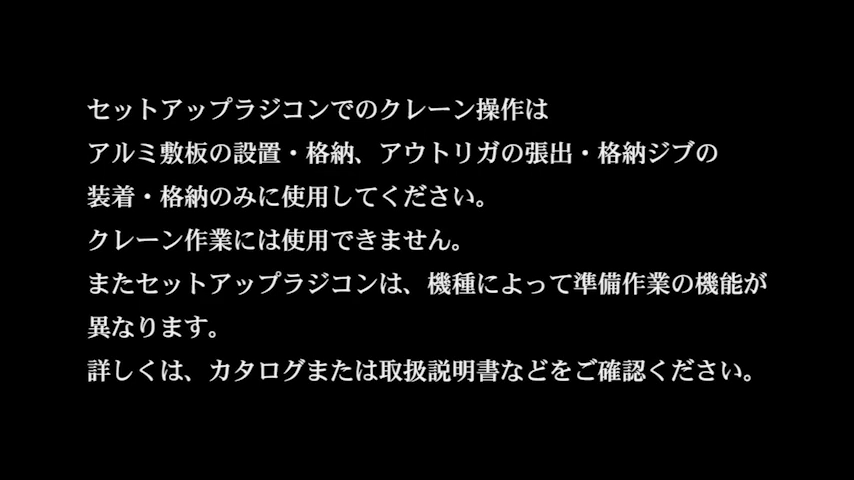 セットアップラジコンでのクレーン操作は
アルミ敷板の設置・格納、アウトリガの張出・格納ジブの
装着・格納のみに使用してください。
クレーン作業には使用できません。
またセットアップラジコンは、機種によって準備作業の機能が
異なります。
詳しくは、カタログまたは取扱説明書などをご確認ください。